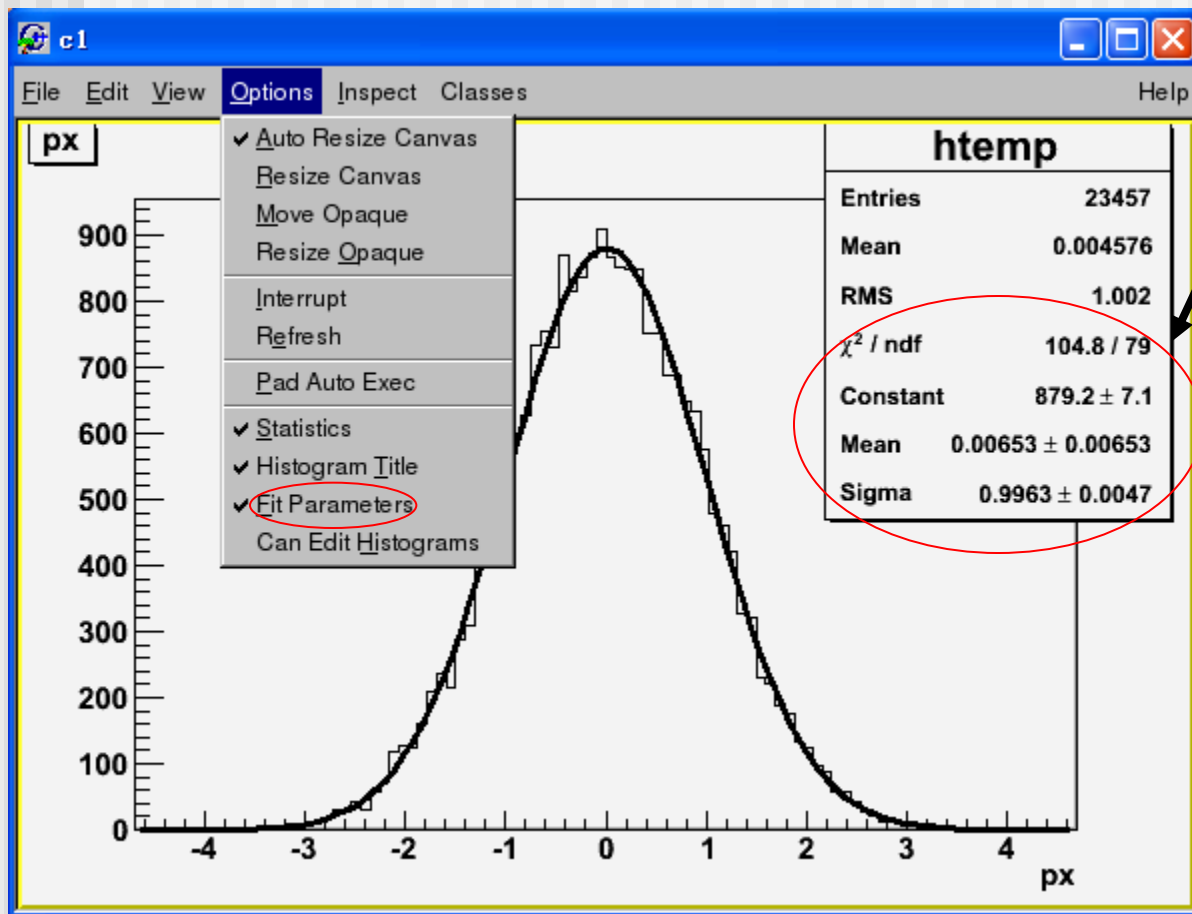 c1
File Edit View Options Inspect Classes Help
px
Auto Resize Canvas
Resize Canvas
Move Opaque
Resize Opaque
Interrupt
Refresh
Pad Auto Exec
Statistics
Histogram Title
Fit Parameters
Can Edit Histograms
htemp
Entries 23457
Mean 0.004576
RMS 1.002
χ² / ndf 104.8 / 79
Constant 879.2 ± 7.1
Mean 0.00653 ± 0.00653
Sigma 0.9963 ± 0.0047
900
800
700
600
500
400
300
200
100
0
-4 -3 -2 -1 0 1 2 3 4
px